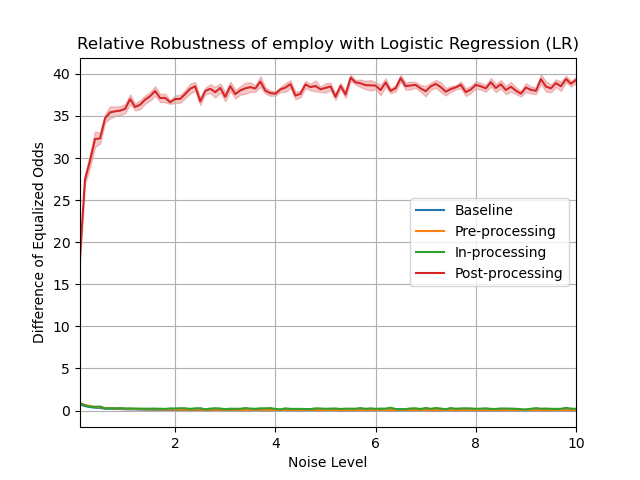 Relative Robustness of employ with Logistic Regression (LR)
40
35
30
25
20
15
10
5
0
Difference of Equalized Odds
Baseline
Pre-processing
In-processing
Post-processing
2
4
6
8
10
Noise Level